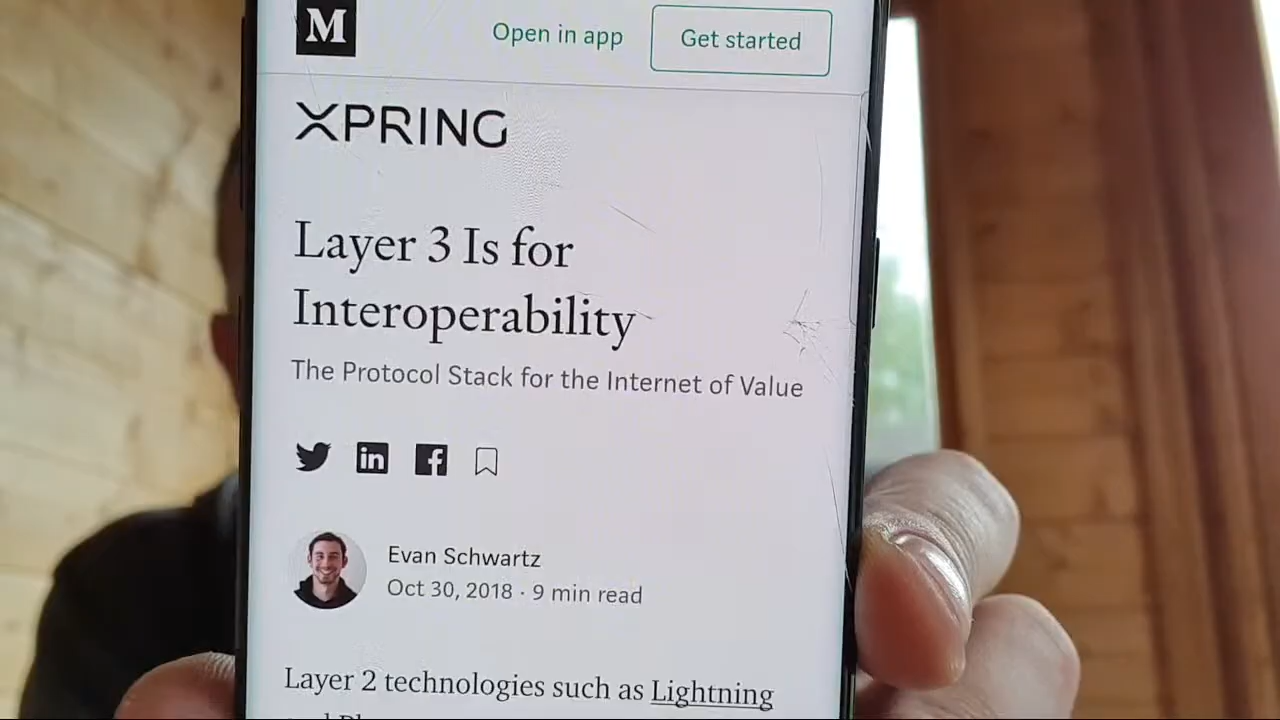 M
Open in app
Get started
XPRING
Layer 3 Is for
Interoperability
The Protocol Stack for the Internet of Value
in
f
Evan Schwartz
Oct 30, 2018 · 9 min read
Layer 2 technologies such as Lightning